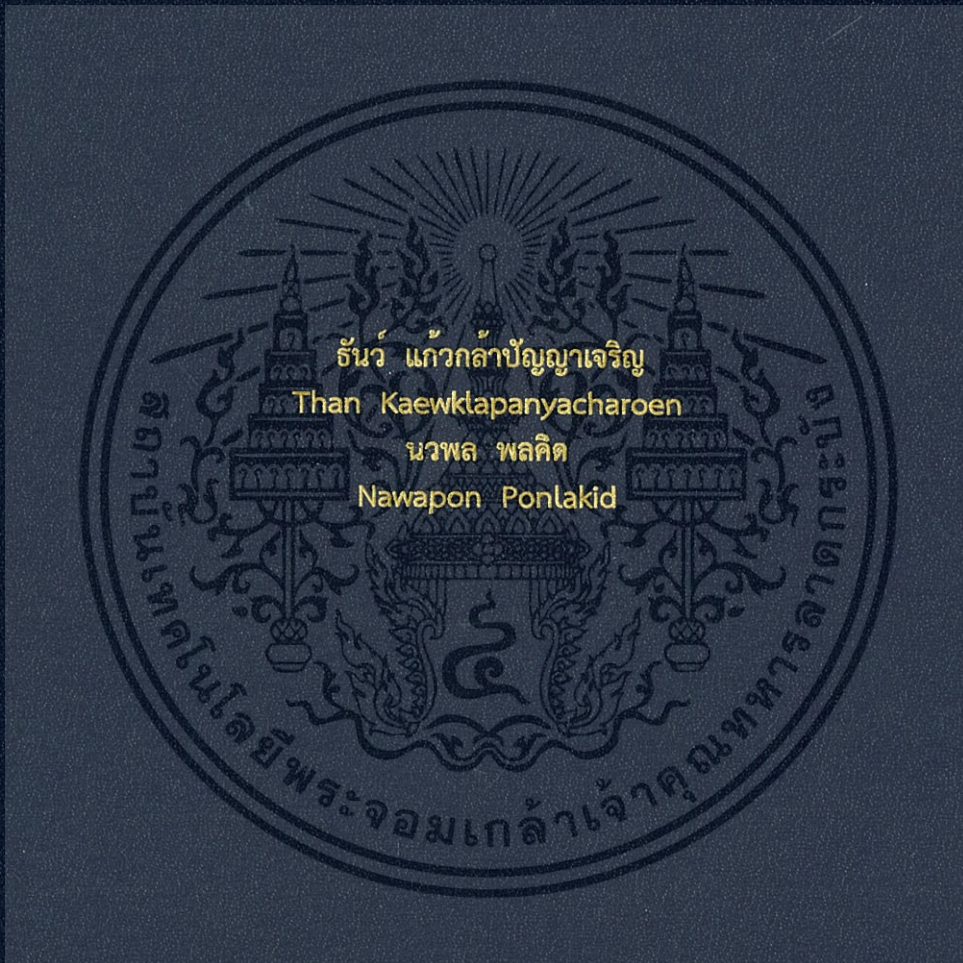 ธันว์ แก้วกล้าปัญญาเจริญ
Than Kaewklapanyacharoen
นวพล พลคิด
Nawapon Ponlakid
๔
สถาบันเทคโนโลยีพระจอมเกล้าเจ้าคุณทหารลาดกระบัง